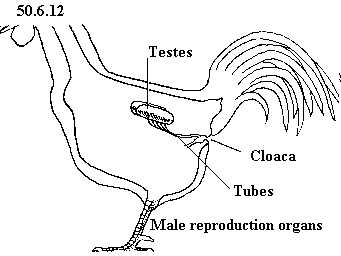 50.6.12
Testes
Cloaca
Tubes
Male reproduction organs